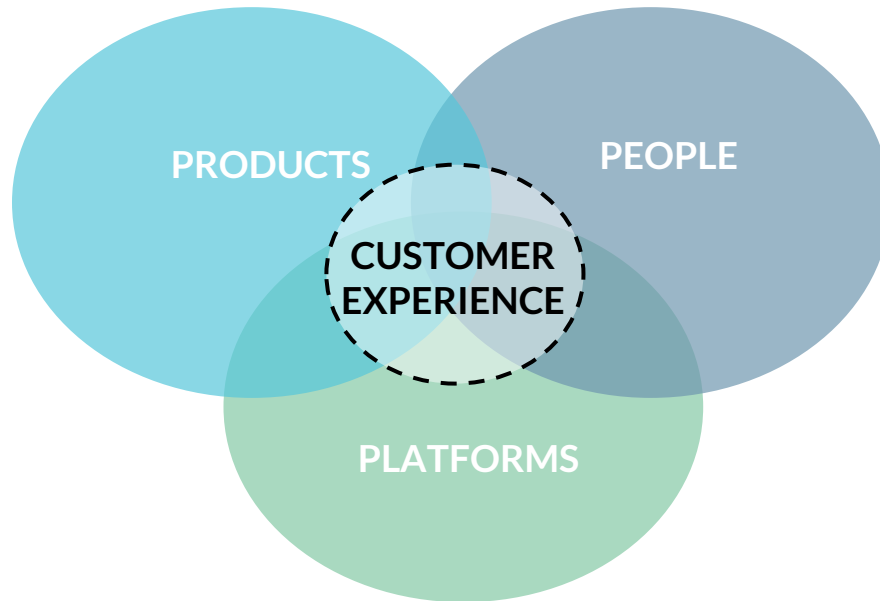 PRODUCTS
PEOPLE
CUSTOMER
EXPERIENCE
PLATFORMS